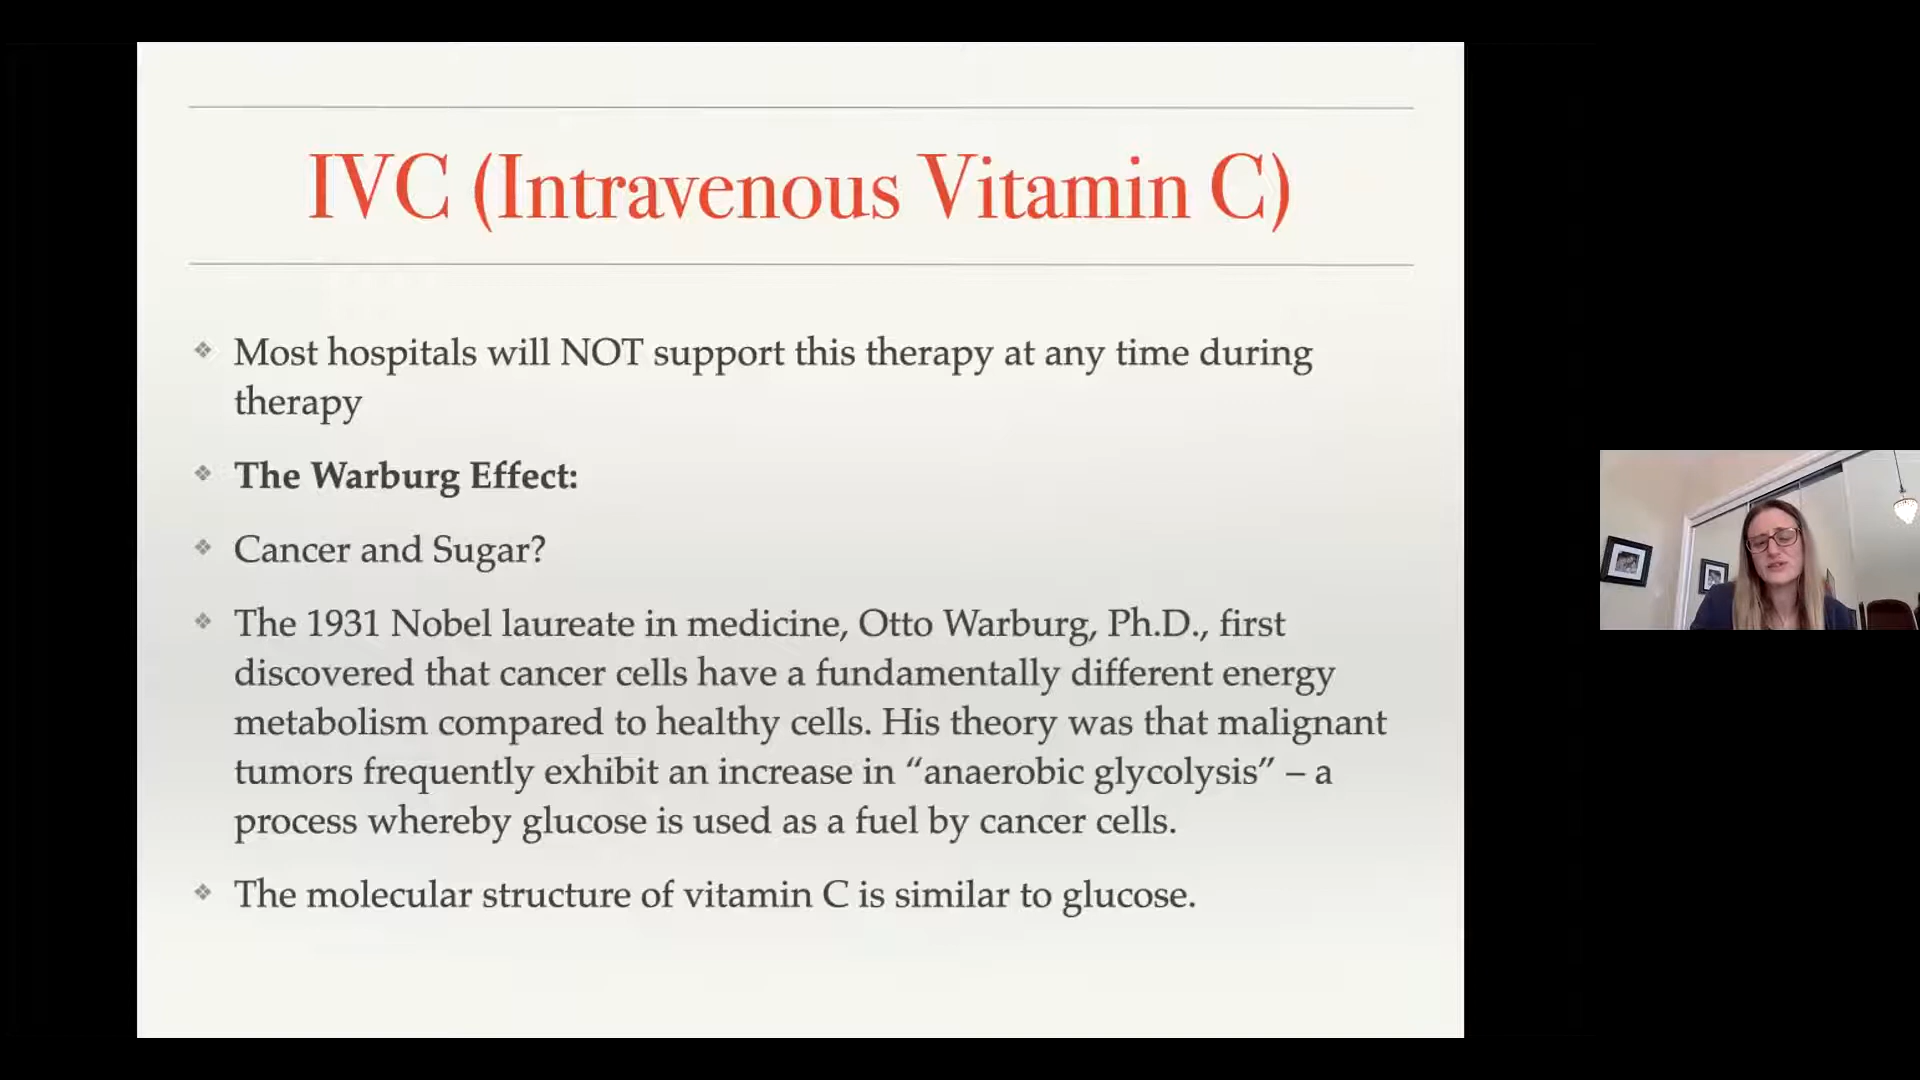 IVC (Intravenous Vitamin C)
Most hospitals will NOT support this therapy at any time during
therapy
The Warburg Effect:
Cancer and Sugar?
The 1931 Nobel laureate in medicine, Otto Warburg, Ph.D., first
discovered that cancer cells have a fundamentally different energy
metabolism compared to healthy cells. His theory was that malignant
tumors frequently exhibit an increase in “anaerobic glycolysis” – a
process whereby glucose is used as a fuel by cancer cells.
The molecular structure of vitamin C is similar to glucose.